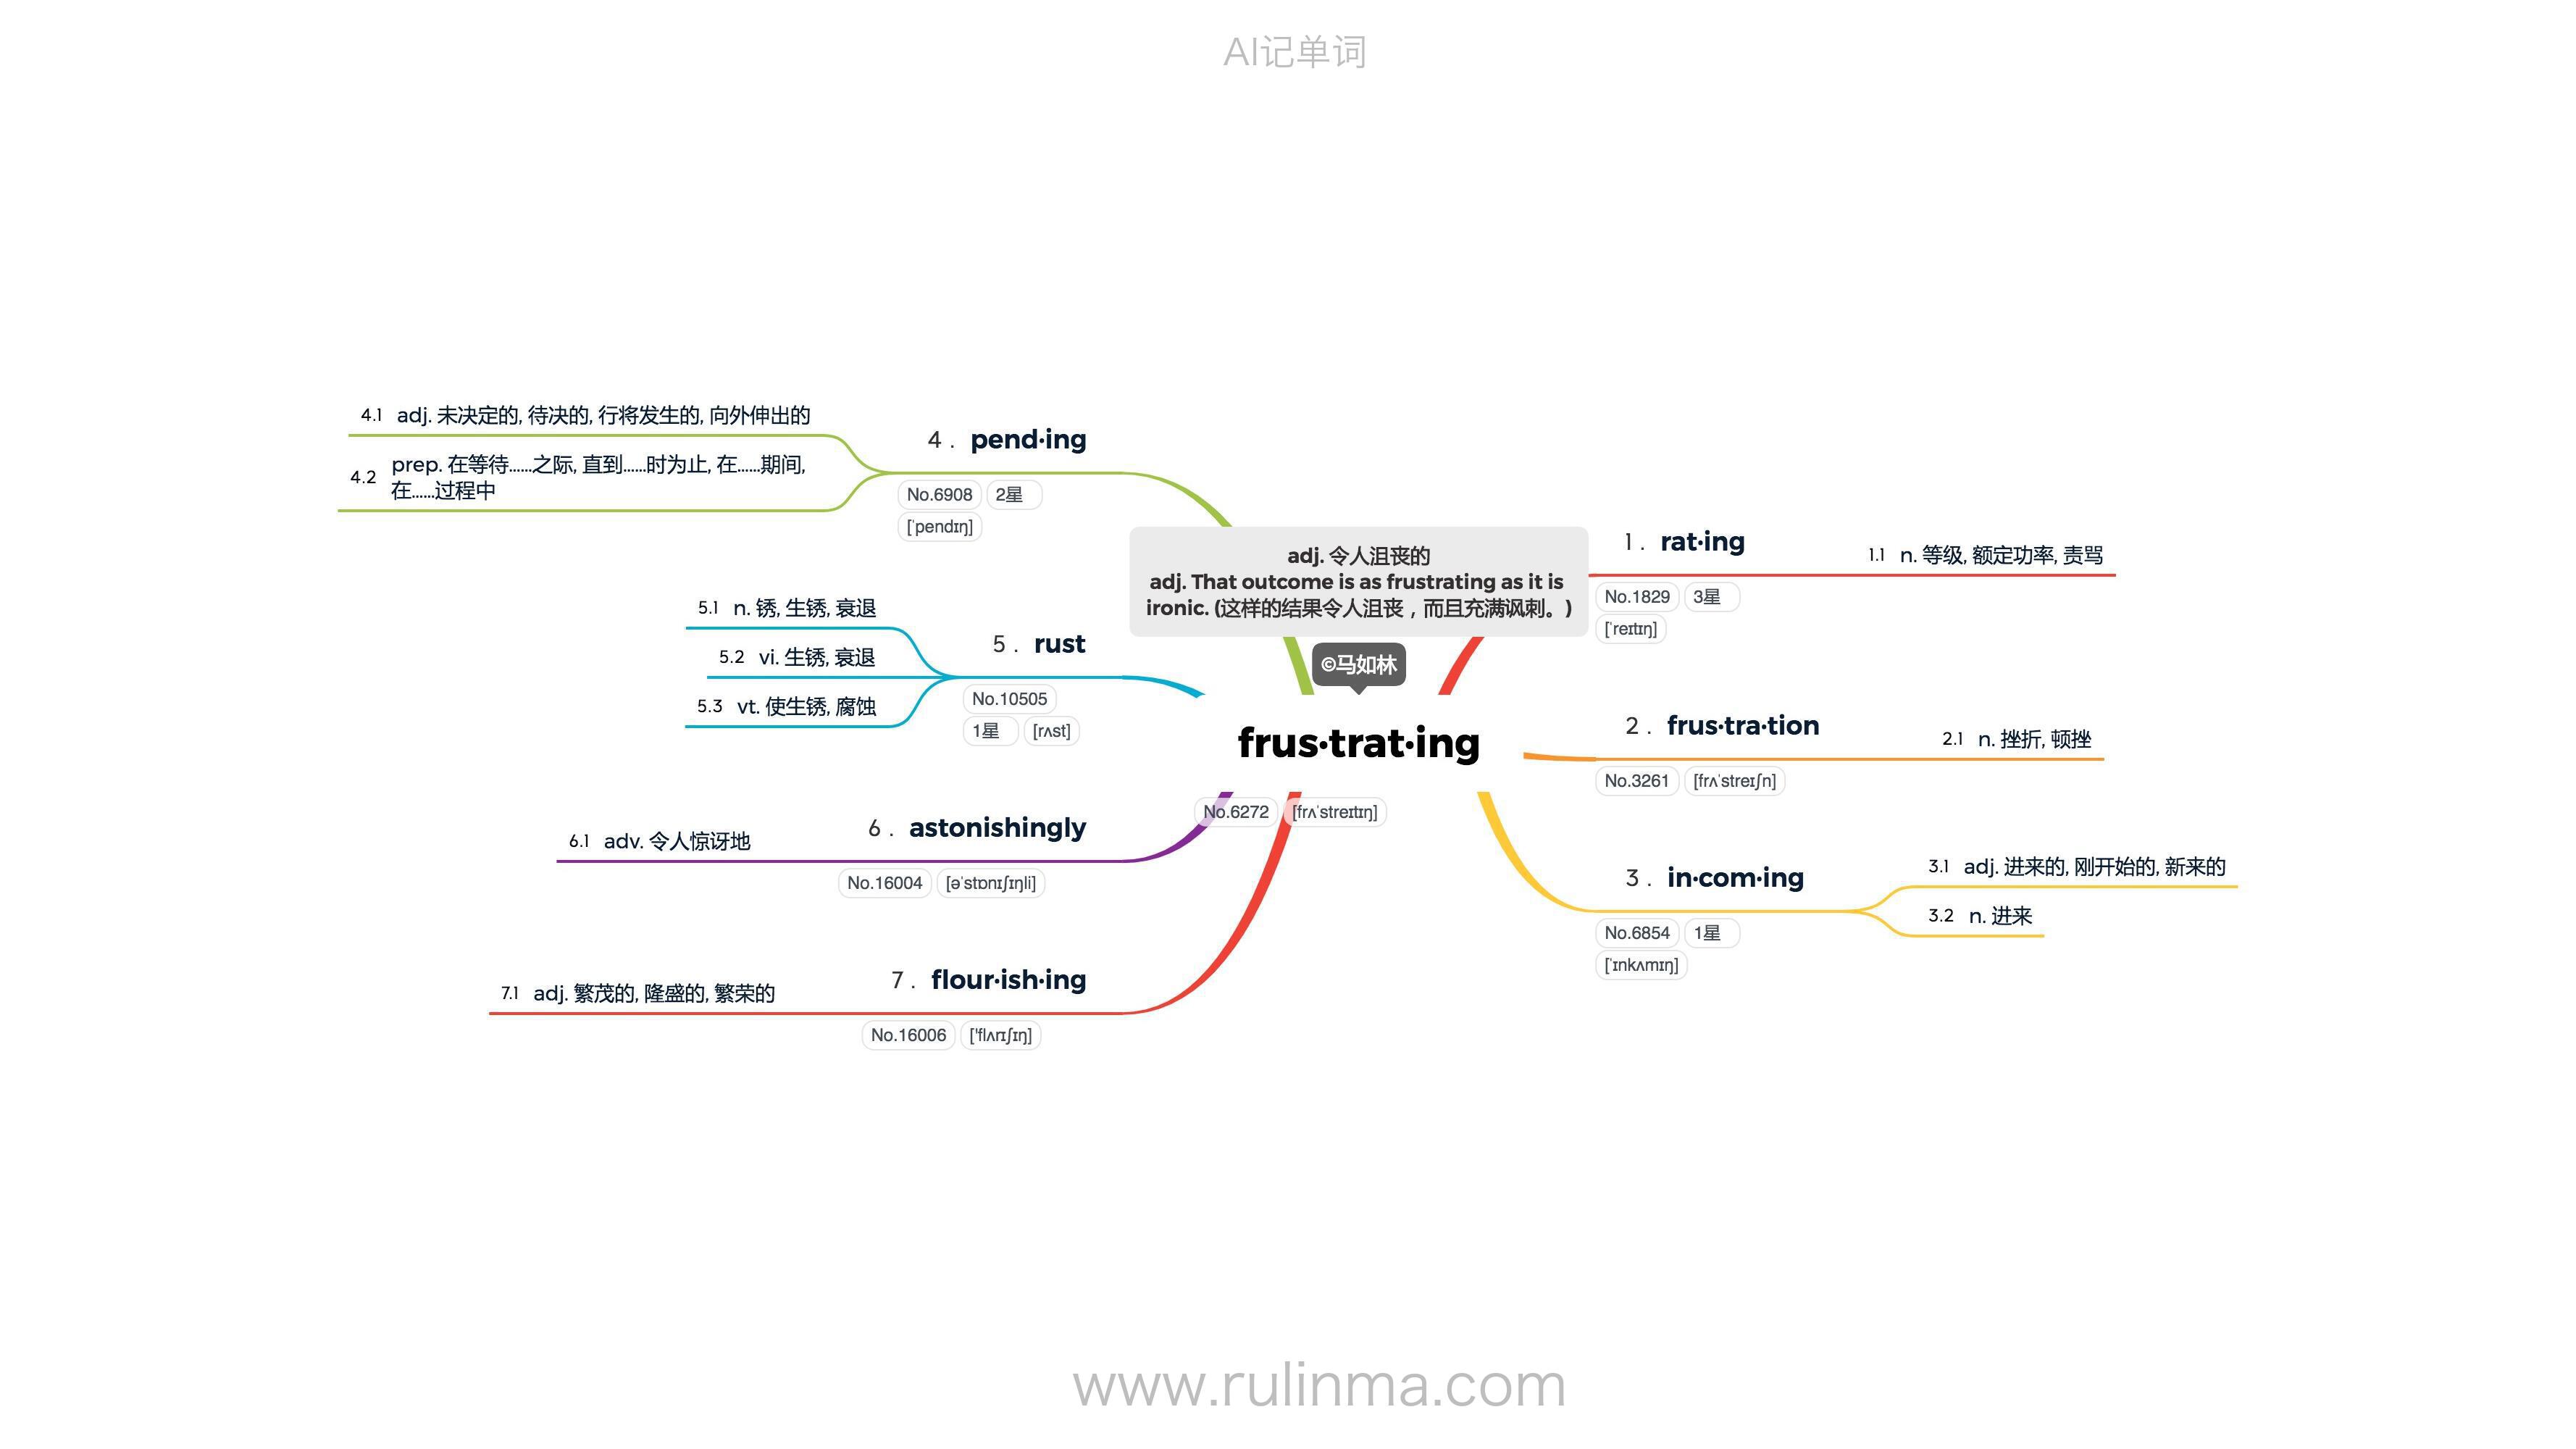 AI记单词
adj. 令人沮丧的
adj. That outcome is as frustrating as it is
ironic. (这样的结果令人沮丧，而且充满讽刺。)
©马如林
frus·trat·ing
No.6272 [frʌˈstreɪtɪŋ]
1. rat·ing
No.1829 3星
[ˈreɪtɪŋ]
1.1 n. 等级, 额定功率, 责骂
2. frus·tra·tion
No.3261 [frʌˈstreɪʃn]
2.1 n. 挫折, 顿挫
3. in·com·ing
No.6854 1星
[ˈɪnkʌmɪŋ]
3.1 adj. 进来的, 刚开始的, 新来的
3.2 n. 进来
4. pend·ing
No.6908 2星
[ˈpendɪŋ]
4.1 adj. 未决定的, 待决的, 行将发生的, 向外伸出的
4.2 prep. 在等待……之际, 直到……时为止, 在……期间,
在……过程中
5. rust
No.10505
1星 [rʌst]
5.1 n. 锈, 生锈, 衰退
5.2 vi. 生锈, 衰退
5.3 vt. 使生锈, 腐蚀
6. astonishingly
No.16004 [əˈstɒnɪʃɪŋli]
6.1 adv. 令人惊讶地
7. flour·ish·ing
No.16006 ['flʌrɪʃɪŋ]
7.1 adj. 繁茂的, 隆盛的, 繁荣的
www.rulinma.com